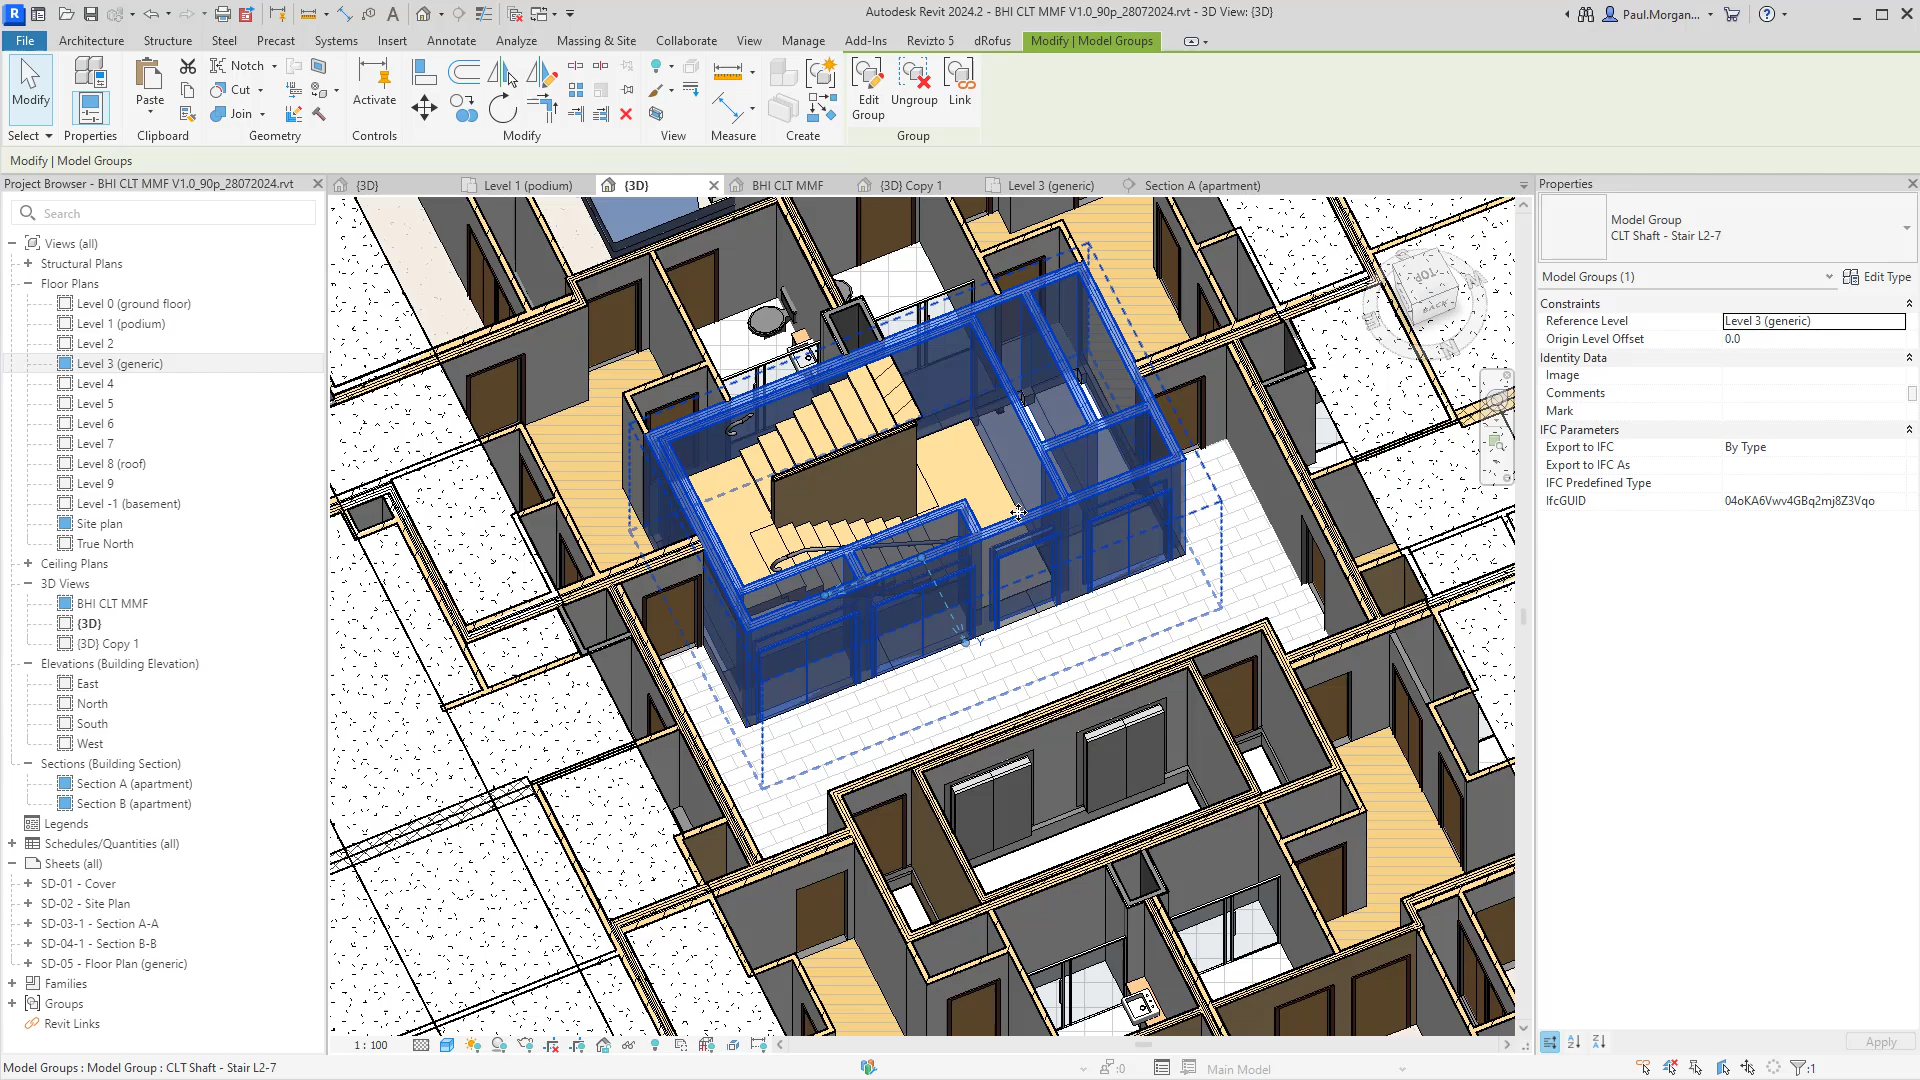 Autodesk Revit 2024.2 - BHI CLT MMF V1.0_90p_28072024.rvt - 3D View: {3D}
Paul.Morgan...
File
Architecture
Structure
Steel
Precast
Systems
Insert
Annotate
Analyze
Massing & Site
Collaborate
View
Manage
Add-Ins
Revizto 5
dRofus
Modify | Model Groups
Modify
Select
Properties
Paste
Clipboard
Notch
Cut
Join
Geometry
Activate
Controls
Modify
View
Measure
Create
Edit
Group
Ungroup
Link
Group
Modify | Model Groups
Project Browser - BHI CLT MMF V1.0_90p_28072024.rvt
Search
Views (all)
Structural Plans
Floor Plans
Level 0 (ground floor)
Level 1 (podium)
Level 2
Level 3 (generic)
Level 4
Level 5
Level 6
Level 7
Level 8 (roof)
Level 9
Level -1 (basement)
Site plan
True North
Ceiling Plans
3D Views
BHI CLT MMF
{3D}
{3D} Copy 1
Elevations (Building Elevation)
East
North
South
West
Sections (Building Section)
Section A (apartment)
Section B (apartment)
Legends
Schedules/Quantities (all)
Sheets (all)
SD-01 - Cover
SD-02 - Site Plan
SD-03-1 - Section A-A
SD-04-1 - Section B-B
SD-05 - Floor Plan (generic)
Families
Groups
Revit Links
{3D}
Level 1 (podium)
{3D}
BHI CLT MMF
{3D} Copy 1
Level 3 (generic)
Section A (apartment)
TOP
BACK
1 : 100
Properties
Model Group
CLT Shaft - Stair L2-7
Model Groups (1)
Edit Type
Constraints
Reference Level
Level 3 (generic)
Origin Level Offset
0.0
Identity Data
Image
Comments
Mark
IFC Parameters
Export to IFC
By Type
Export to IFC As
IFC Predefined Type
IfcGUID
04oKA6Vwv4GBq2mj8Z3Vqo
Apply
Model Groups : Model Group : CLT Shaft - Stair L2-7
:0
Main Model
:1